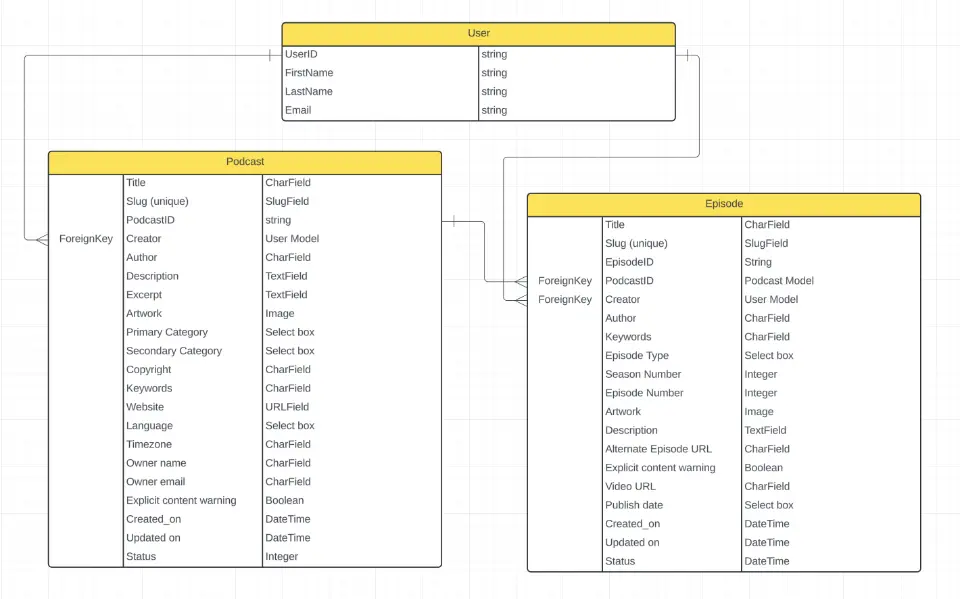 User
UserID string
FirstName string
LastName string
Email string
Podcast
Title CharField
Slug (unique) SlugField
PodcastID string
ForeignKey Creator User Model
Author CharField
Description TextField
Excerpt TextField
Artwork Image
Primary Category Select box
Secondary Category Select box
Copyright CharField
Keywords CharField
Website URLField
Language Select box
Timezone CharField
Owner name CharField
Owner email CharField
Explicit content warning Boolean
Created_on DateTime
Updated on DateTime
Status Integer
Episode
Title CharField
Slug (unique) SlugField
EpisodeID String
ForeignKey PodcastID Podcast Model
ForeignKey Creator User Model
Author CharField
Keywords CharField
Episode Type Select box
Season Number Integer
Episode Number Integer
Artwork Image
Description TextField
Alternate Episode URL CharField
Explicit content warning Boolean
Video URL CharField
Publish date Select box
Created_on DateTime
Updated on DateTime
Status DateTime